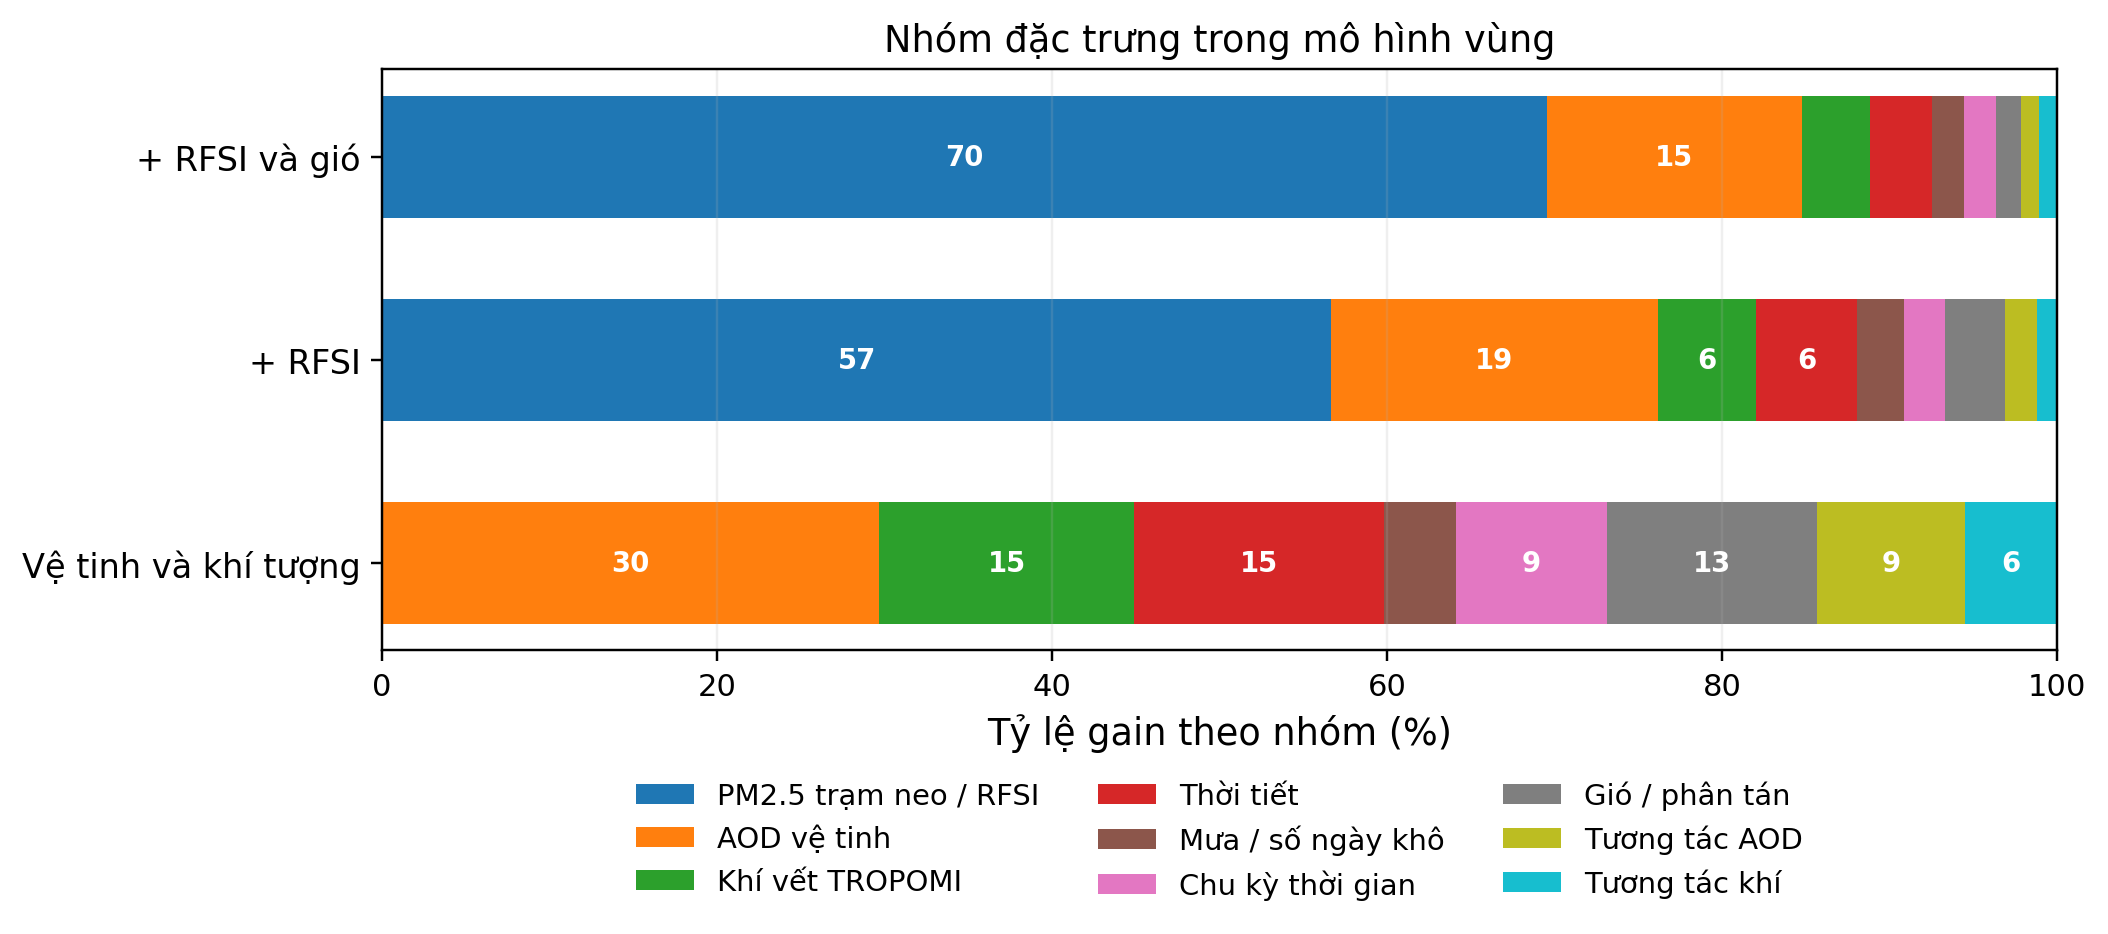 Nhóm đặc trưng trong mô hình vùng
+ RFSI và gió
70
15
+ RFSI
57
19
6
6
Vệ tinh và khí tượng
30
15
15
9
13
9
6
0
20
40
60
80
100
Tỷ lệ gain theo nhóm (%)
PM2.5 trạm neo / RFSI
AOD vệ tinh
Khí vết TROPOMI
Thời tiết
Mưa / số ngày khô
Chu kỳ thời gian
Gió / phân tán
Tương tác AOD
Tương tác khí